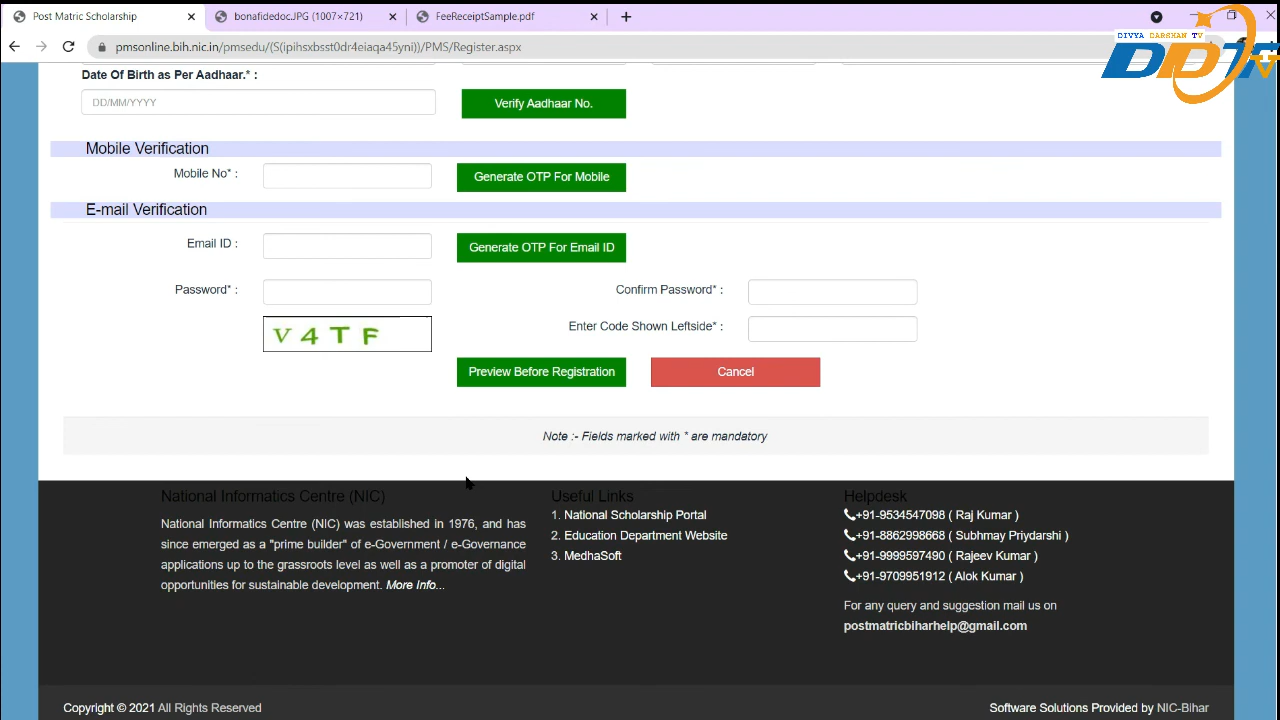 Post Matric Scholarship
bonafidedoc.JPG (1007×721)
FeeReceiptSample.pdf
pmsonline.bih.nic.in/pmsedu/(S(ipihsxbsst0dr4eiaqa45yni))/PMS/Register.aspx
DIVYA DARSHAN TV
DDTV
Date Of Birth as Per Aadhaar.* :
DD/MM/YYYY
Verify Aadhaar No.
Mobile Verification
Mobile No* :
Generate OTP For Mobile
E-mail Verification
Email ID :
Generate OTP For Email ID
Password* :
Confirm Password* :
V4TF
Enter Code Shown Leftside* :
Preview Before Registration
Cancel
Note :- Fields marked with * are mandatory
National Informatics Centre (NIC)
National Informatics Centre (NIC) was established in 1976, and has
since emerged as a "prime builder" of e-Government / e-Governance
applications up to the grassroots level as well as a promoter of digital
opportunities for sustainable development. More Info...
Useful Links
1. National Scholarship Portal
2. Education Department Website
3. MedhaSoft
Helpdesk
+91-9534547098 ( Raj Kumar )
+91-8862998668 ( Subhmay Priydarshi )
+91-9999597490 ( Rajeev Kumar )
+91-9709951912 ( Alok Kumar )
For any query and suggestion mail us on
postmatricbiharhelp@gmail.com
Copyright © 2021 All Rights Reserved
Software Solutions Provided by NIC-Bihar